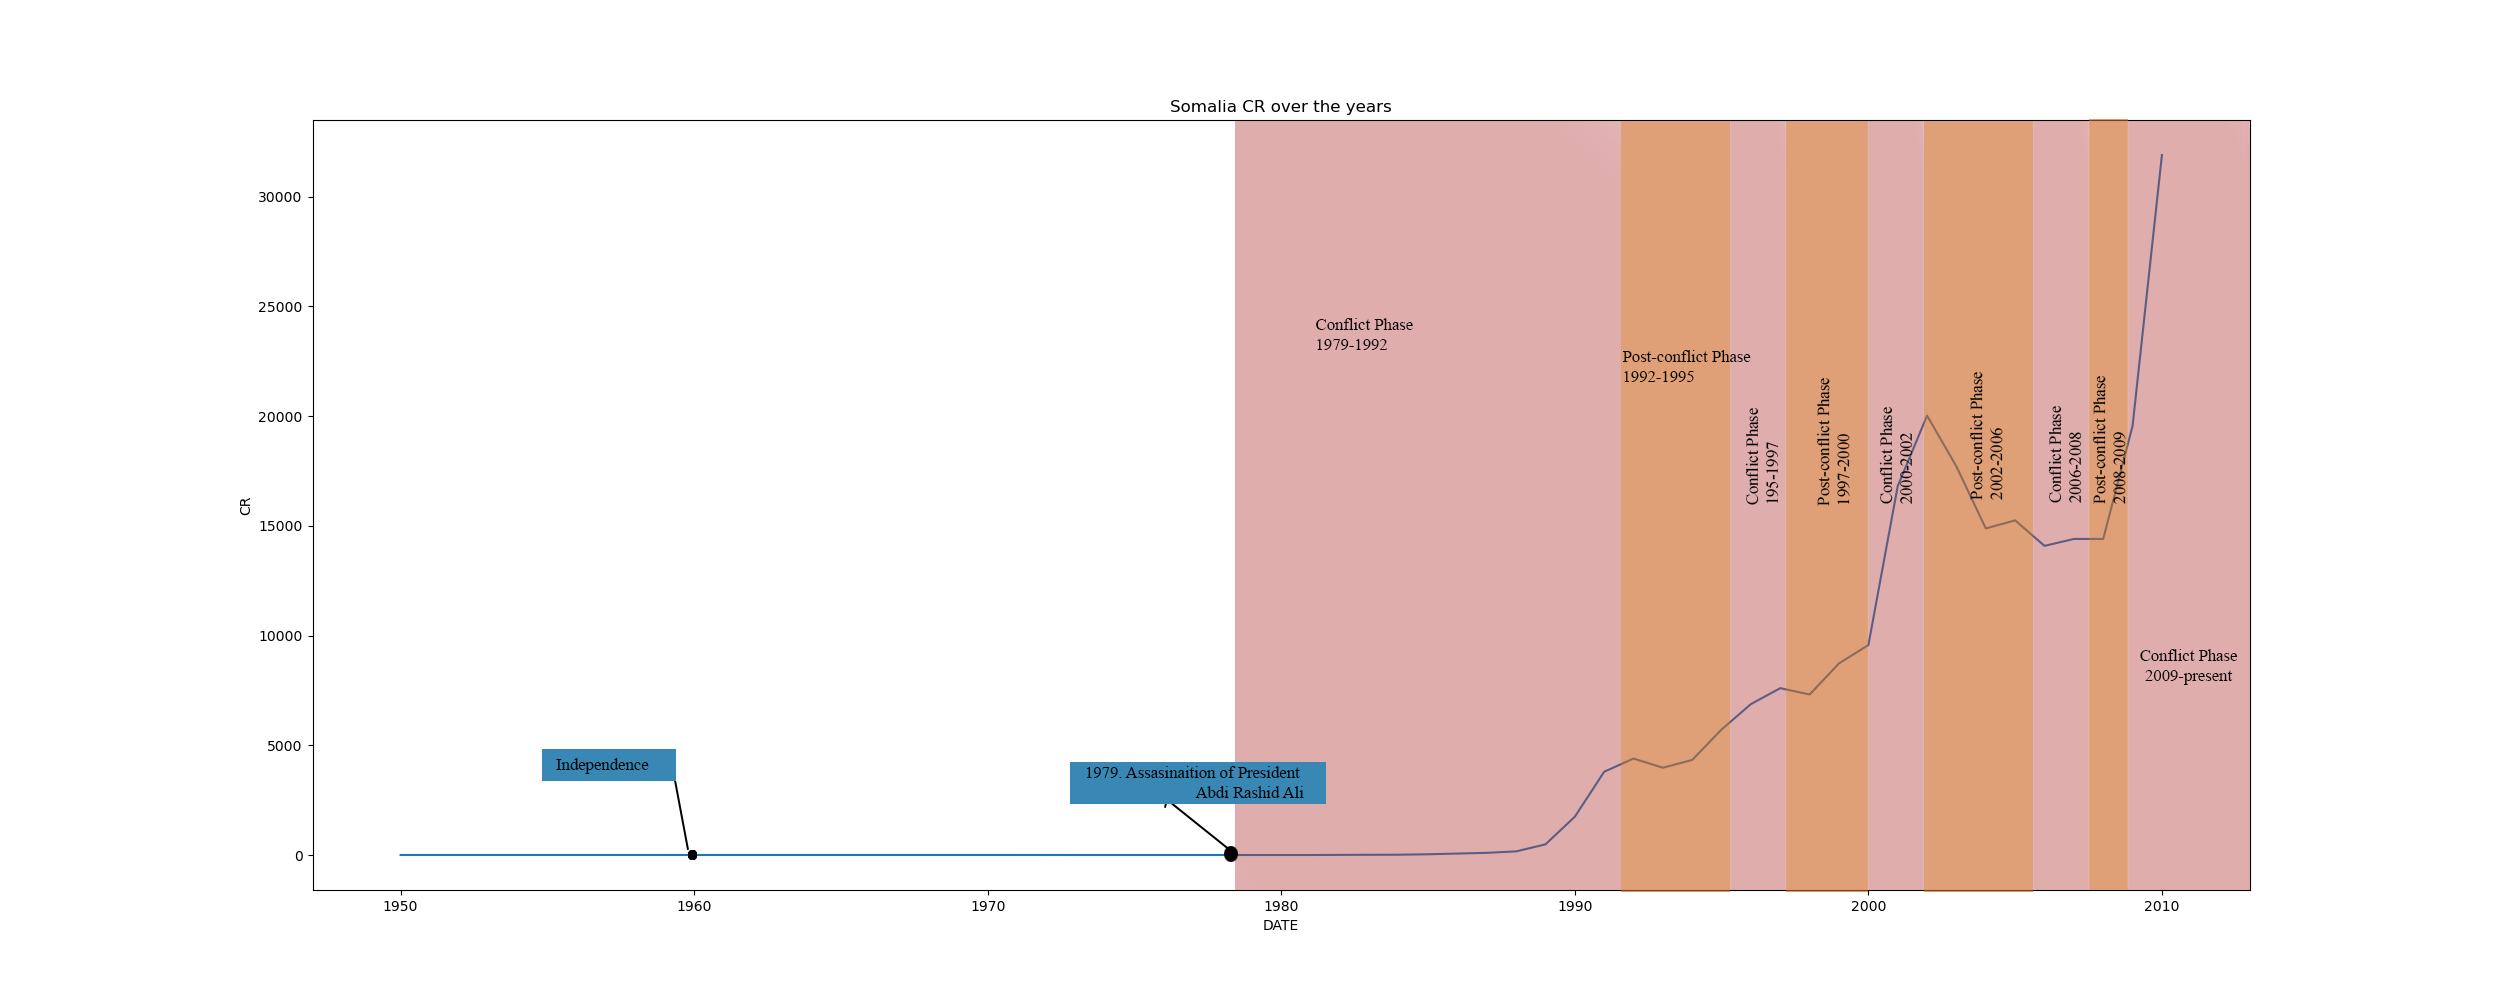 Somalia CR over the years
30000
25000
20000
15000
10000
5000
0
CR
Conflict Phase
1979-1992
Post-conflict Phase
1992-1995
Conflict Phase
195-1997
Post-conflict Phase
1997-2000
Conflict Phase
2000-2002
Post-conflict Phase
2002-2006
Conflict Phase
2006-2008
Post-conflict Phase
2008-2009
Conflict Phase
2009-present
Independence
1979. Assasinaition of President
Abdi Rashid Ali
1950 1960 1970 1980 1990 2000 2010
DATE